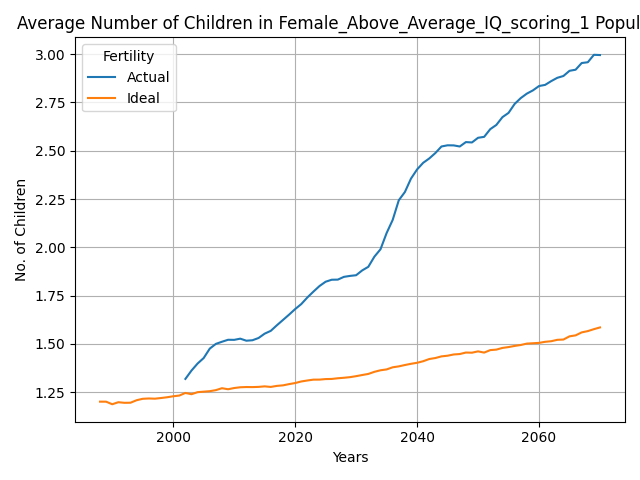 Average Number of Children in Female_Above_Average_IQ_scoring_1 Popul
3.00
2.75
2.50
2.25
2.00
1.75
1.50
1.25
No. of Children
Fertility
Actual
Ideal
2000 2020 2040 2060
Years